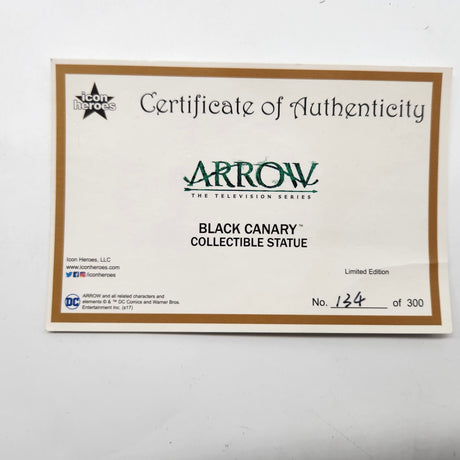 icon
heroes
Certificate of Authenticity
ARROW
THE TELEVISION SERIES
BLACK CANARY™
COLLECTIBLE STATUE
Icon Heroes, LLC
www.iconheroes.com
@iconheroes
Limited Edition
DC
ARROW and all related characters and
elements © & ™ DC Comics and Warner Bros.
Entertainment Inc. (s17)
No. 134 of 300